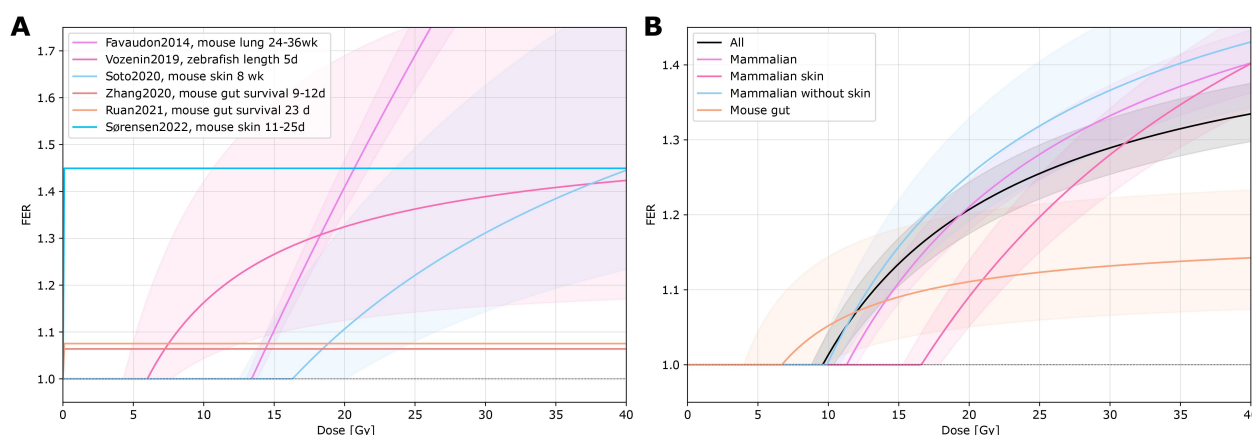 A
Favaudon2014, mouse lung 24-36wk
Vozenin2019, zebrafish length 5d
Soto2020, mouse skin 8 wk
Zhang2020, mouse gut survival 9-12d
Ruan2021, mouse gut survival 23 d
Sørensen2022, mouse skin 11-25d
FER
1.7
1.6
1.5
1.4
1.3
1.2
1.1
1.0
0 5 10 15 20 25 30 35 40
Dose [Gy]
B
All
Mammalian
Mammalian skin
Mammalian without skin
Mouse gut
FER
1.4
1.3
1.2
1.1
1.0
0 5 10 15 20 25 30 35 40
Dose [Gy]